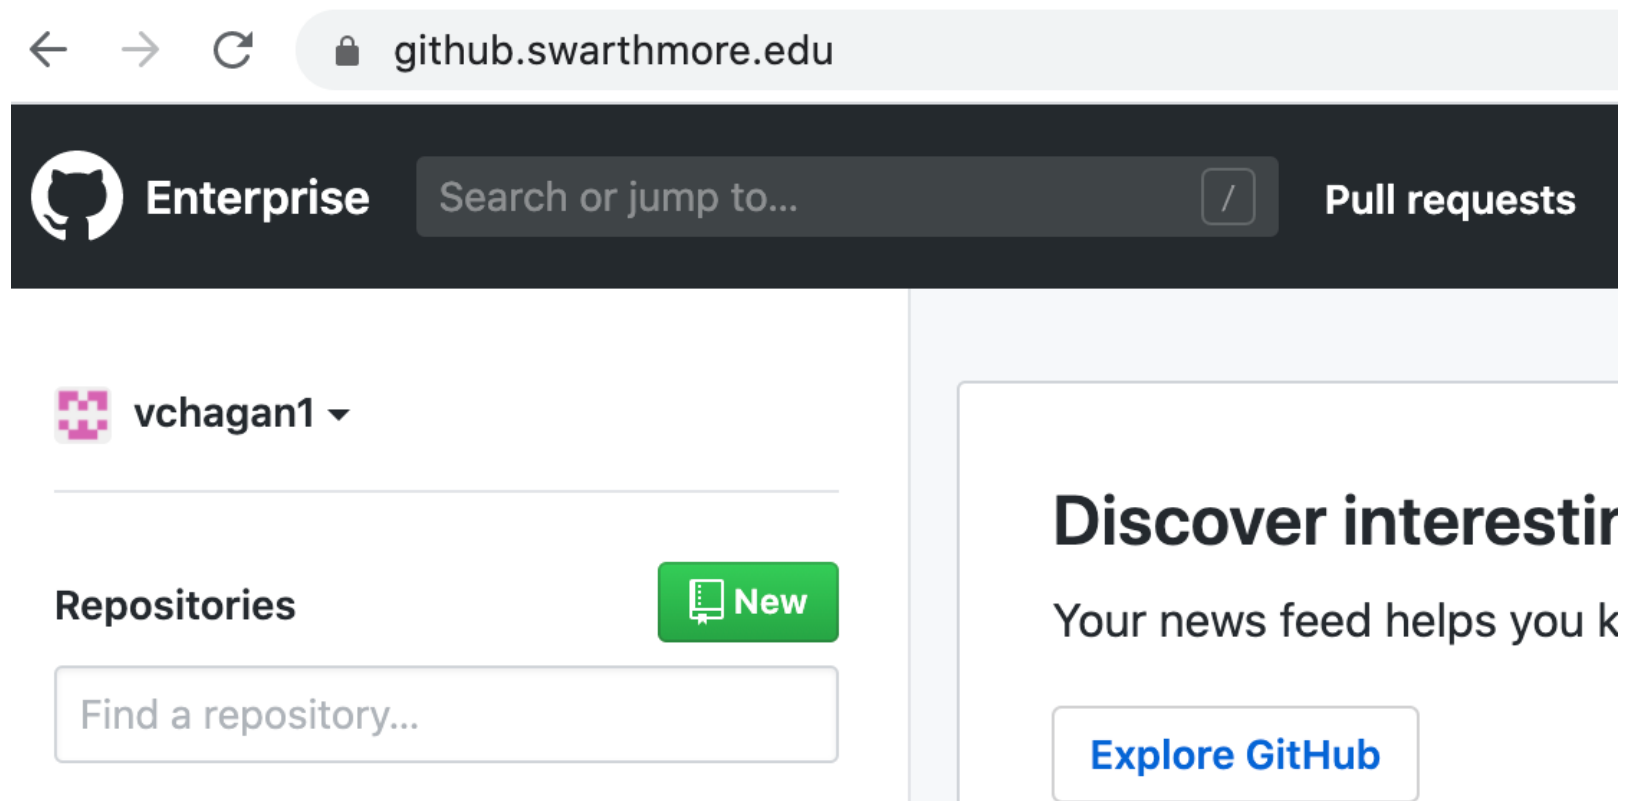 github.swarthmore.edu
Enterprise
Search or jump to...
/
Pull requests
vchagan1
Repositories
New
Find a repository...
Discover
Your news feed helps you
Explore GitHub